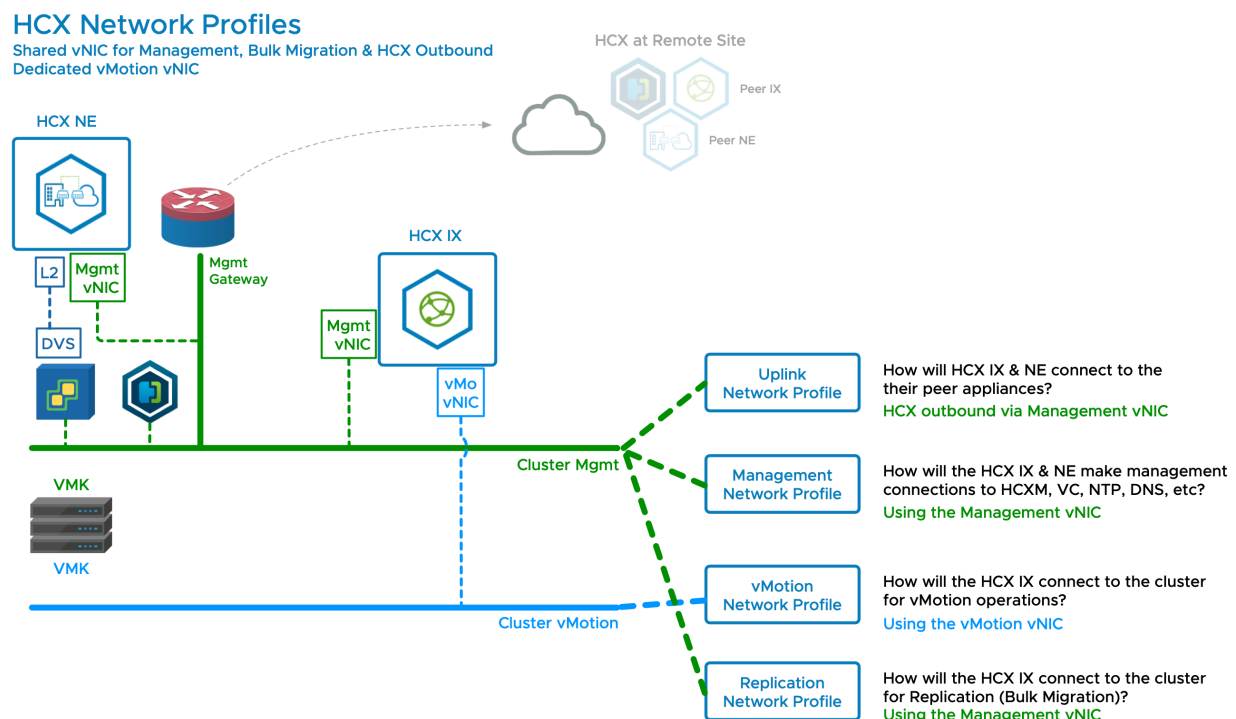 HCX Network Profiles
Shared vNIC for Management, Bulk Migration & HCX Outbound
Dedicated vMotion vNIC
HCX at Remote Site
Peer IX
Peer NE
HCX NE
L2
Mgmt
vNIC
DVS
Mgmt
Gateway
HCX IX
Mgmt
vNIC
vMo
vNIC
Cluster Mgmt
VMK
VMK
Cluster vMotion
Uplink
Network Profile
How will HCX IX & NE connect to the
their peer appliances?
HCX outbound via Management vNIC
Management
Network Profile
How will the HCX IX & NE make management
connections to HCXM, VC, NTP, DNS, etc?
Using the Management vNIC
vMotion
Network Profile
How will the HCX IX connect to the cluster
for vMotion operations?
Using the vMotion vNIC
Replication
Network Profile
How will the HCX IX connect to the cluster
for Replication (Bulk Migration)?
Using the Management vNIC